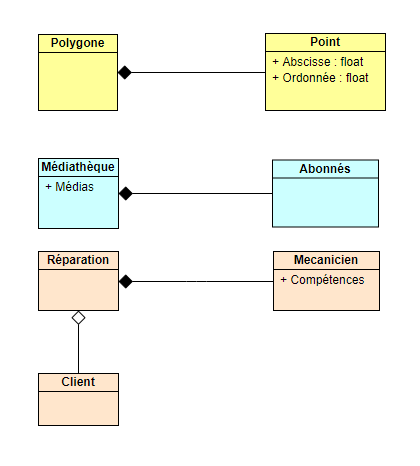 Polygone
Point
+ Abscisse : float
+ Ordonnée : float
Médiathèque
+ Médias
Abonnés
Réparation
Mecanicien
+ Compétences
Client